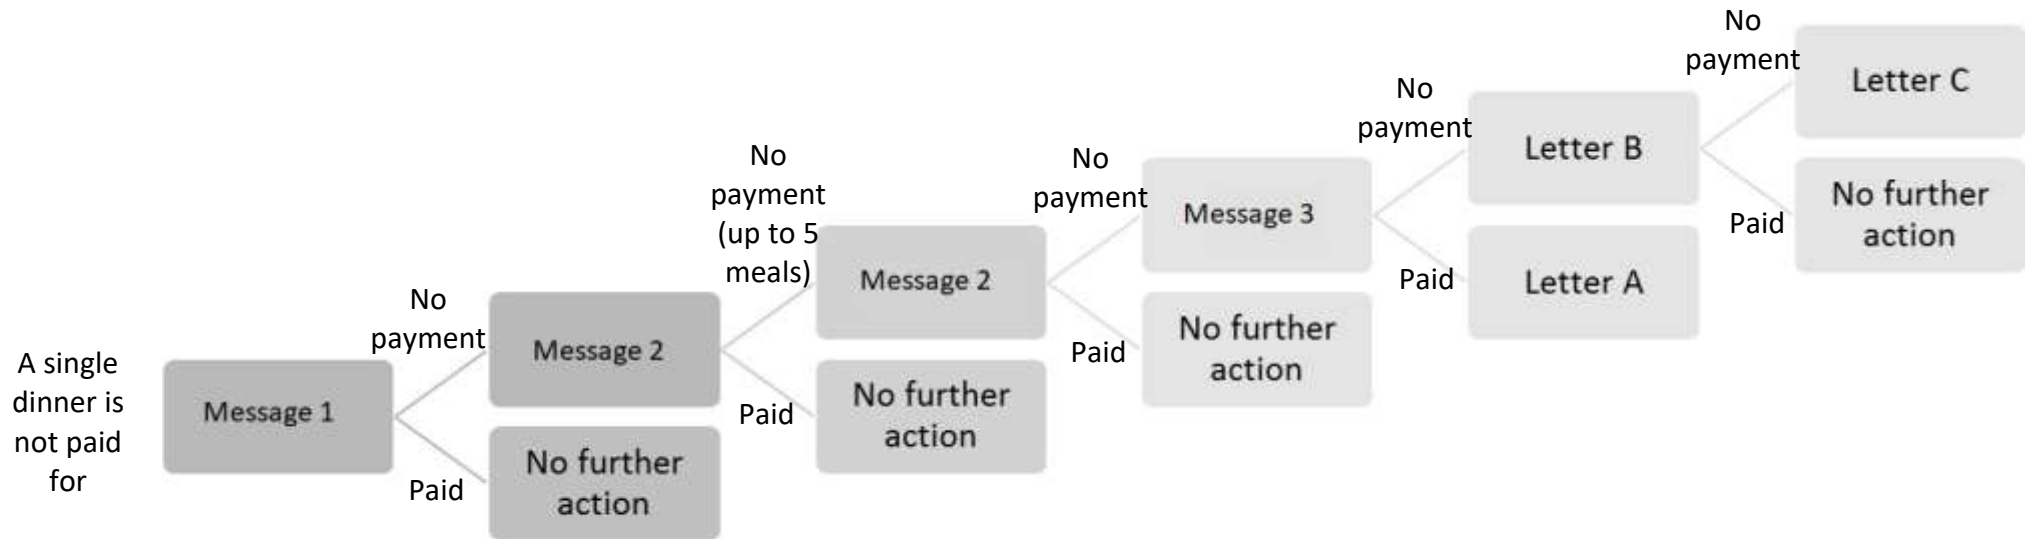 A single
dinner is
not paid
for
Message 1
No
payment
Paid
Message 2
No further
action
No
payment
(up to 5
meals)
Paid
Message 2
No further
action
No
payment
Paid
Message 3
No further
action
No
payment
Paid
Letter B
Letter A
No
payment
Paid
Letter C
No further
action